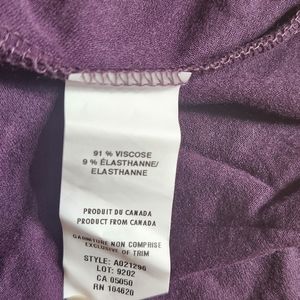 91 % VISCOSE
9 % ÉLASTHANNE/
ELASTHANNE
PRODUIT DU CANADA
PRODUCT FROM CANADA
GARNITURE NON COMPRISE
EXCLUSIVE OF TRIM
STYLE: A021296
LOT: 9202
CA 05050
RN 104620